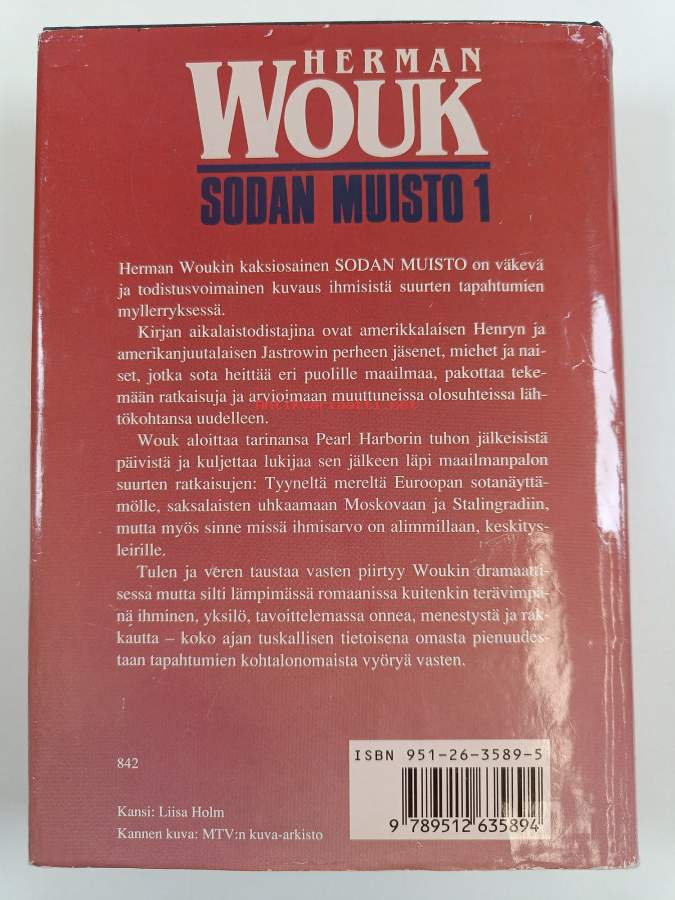 HERMAN
WOUK
SODAN MUISTO 1
Herman Woukin kaksiosainen SODAN MUISTO on väkevä
ja todistusvoimainen kuvaus ihmisistä suurten tapahtumien
myllerryksessä.
Kirjan aikalaistodistajina ovat amerikkalaisen Henryn ja
amerikanjuutalaisen Jastrowin perheen jäsenet, miehet ja nai-
set, jotka sota heittää eri puolille maailmaa, pakottaa teke-
mään ratkaisuja ja arvioimaan muuttuneissa olosuhteissa läh-
tökohtansa uudelleen.
Wouk aloittaa tarinansa Pearl Harborin tuhon jälkeisistä
päivistä ja kuljettaa lukijaa sen jälkeen läpi maailmanpalon
suurten ratkaisujen: Tyyneltä mereltä Euroopan sotanäyttä-
mölle, saksalaisten uhkaamaan Moskovaan ja Stalingradiin,
mutta myös sinne missä ihmisarvo on alimmillaan, keskitys-
leirille.
Tulen ja veren taustaa vasten piirtyy Woukin dramaatti-
sessa mutta silti lämpimässä romaanissa kuitenkin terävimpä-
nä ihminen, yksilö, tavoittelemassa onnea, menestystä ja rak-
kautta – koko ajan tuskallisen tietoisena omasta pienuudes-
taan tapahtumien kohtalonomaista vyöryä vasten.
ISBN 951-26-3589-5
842
9 789512 635894
Kansi: Liisa Holm
Kannen kuva: MTV:n kuva-arkisto